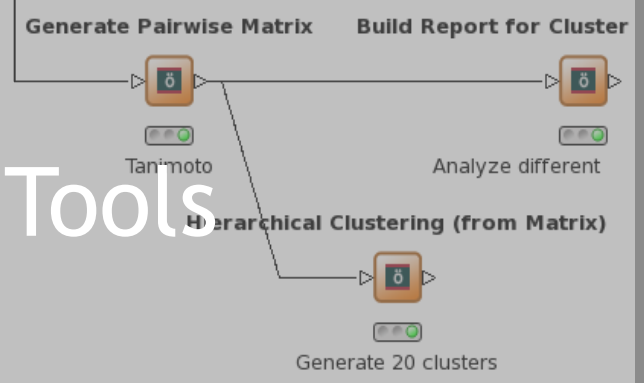 Generate Pairwise Matrix
Build Report for Cluster
ö
ö
Tanimoto
Analyze different
Tools
Hierarchical Clustering (from Matrix)
ö
Generate 20 clusters